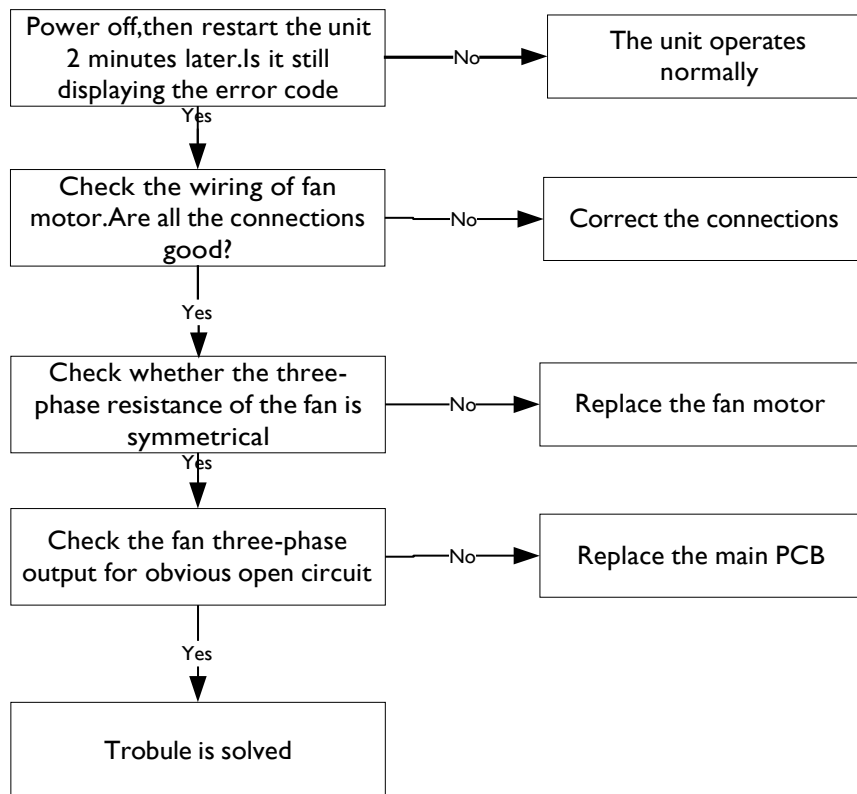 Power off,then restart the unit
2 minutes later.Is it still
displaying the error code
No
The unit operates
normally
Yes
Check the wiring of fan
motor.Are all the connections
good?
No
Correct the connections
Yes
Check whether the three-
phase resistance of the fan is
symmetrical
No
Replace the fan motor
Yes
Check the fan three-phase
output for obvious open circuit
No
Replace the main PCB
Yes
Trobule is solved